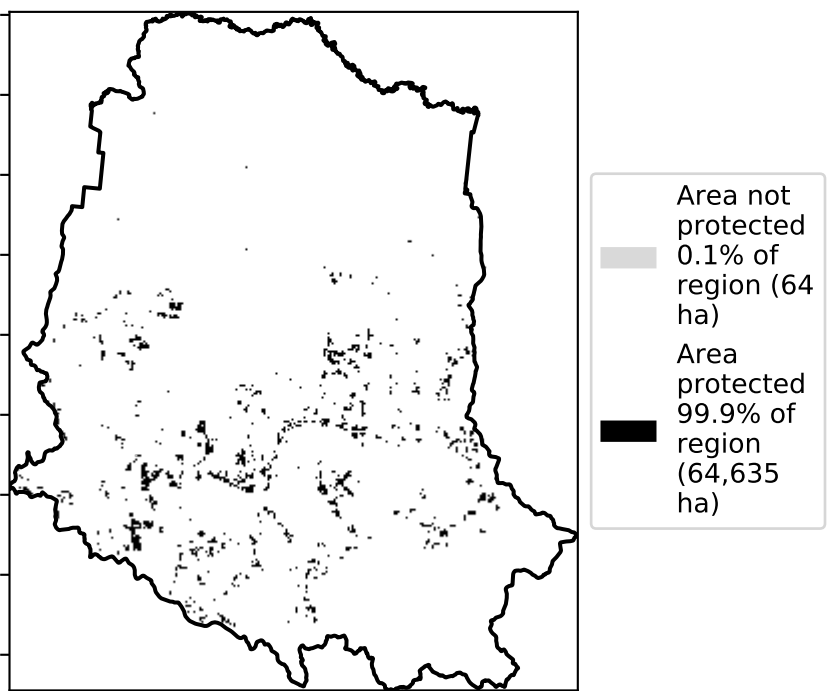 Area not
protected
0.1% of
region (64
ha)
Area
protected
99.9% of
region
(64,635
ha)